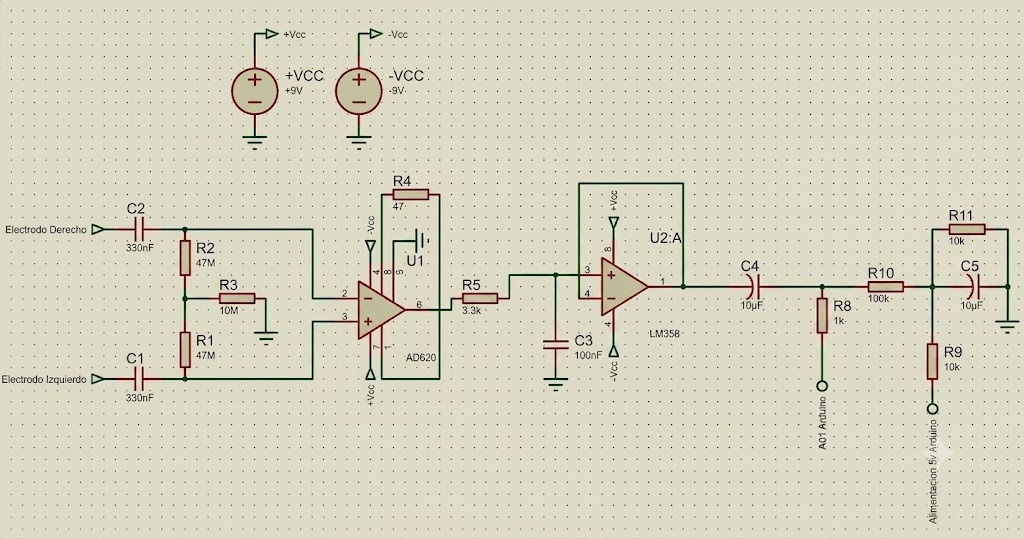 +Vcc
-Vcc
+VCC
+9V
-VCC
-9V
R4
47
C2
Electrodo Derecho
330nF
R2
47M
-Vcc
4
8
5
U1
+Vcc
8
U2:A
R11
10k
R3
10M
2
3
6
R5
3.3k
3
4
1
C4
10µF
R10
100k
C5
10µF
R8
1k
R1
47M
C1
Electrodo Izquierdo
330nF
7
1
AD620
+Vcc
C3
100nF
4
LM358
-Vcc
R9
10k
A01 Arduino
Alimentacion 5v Arduino